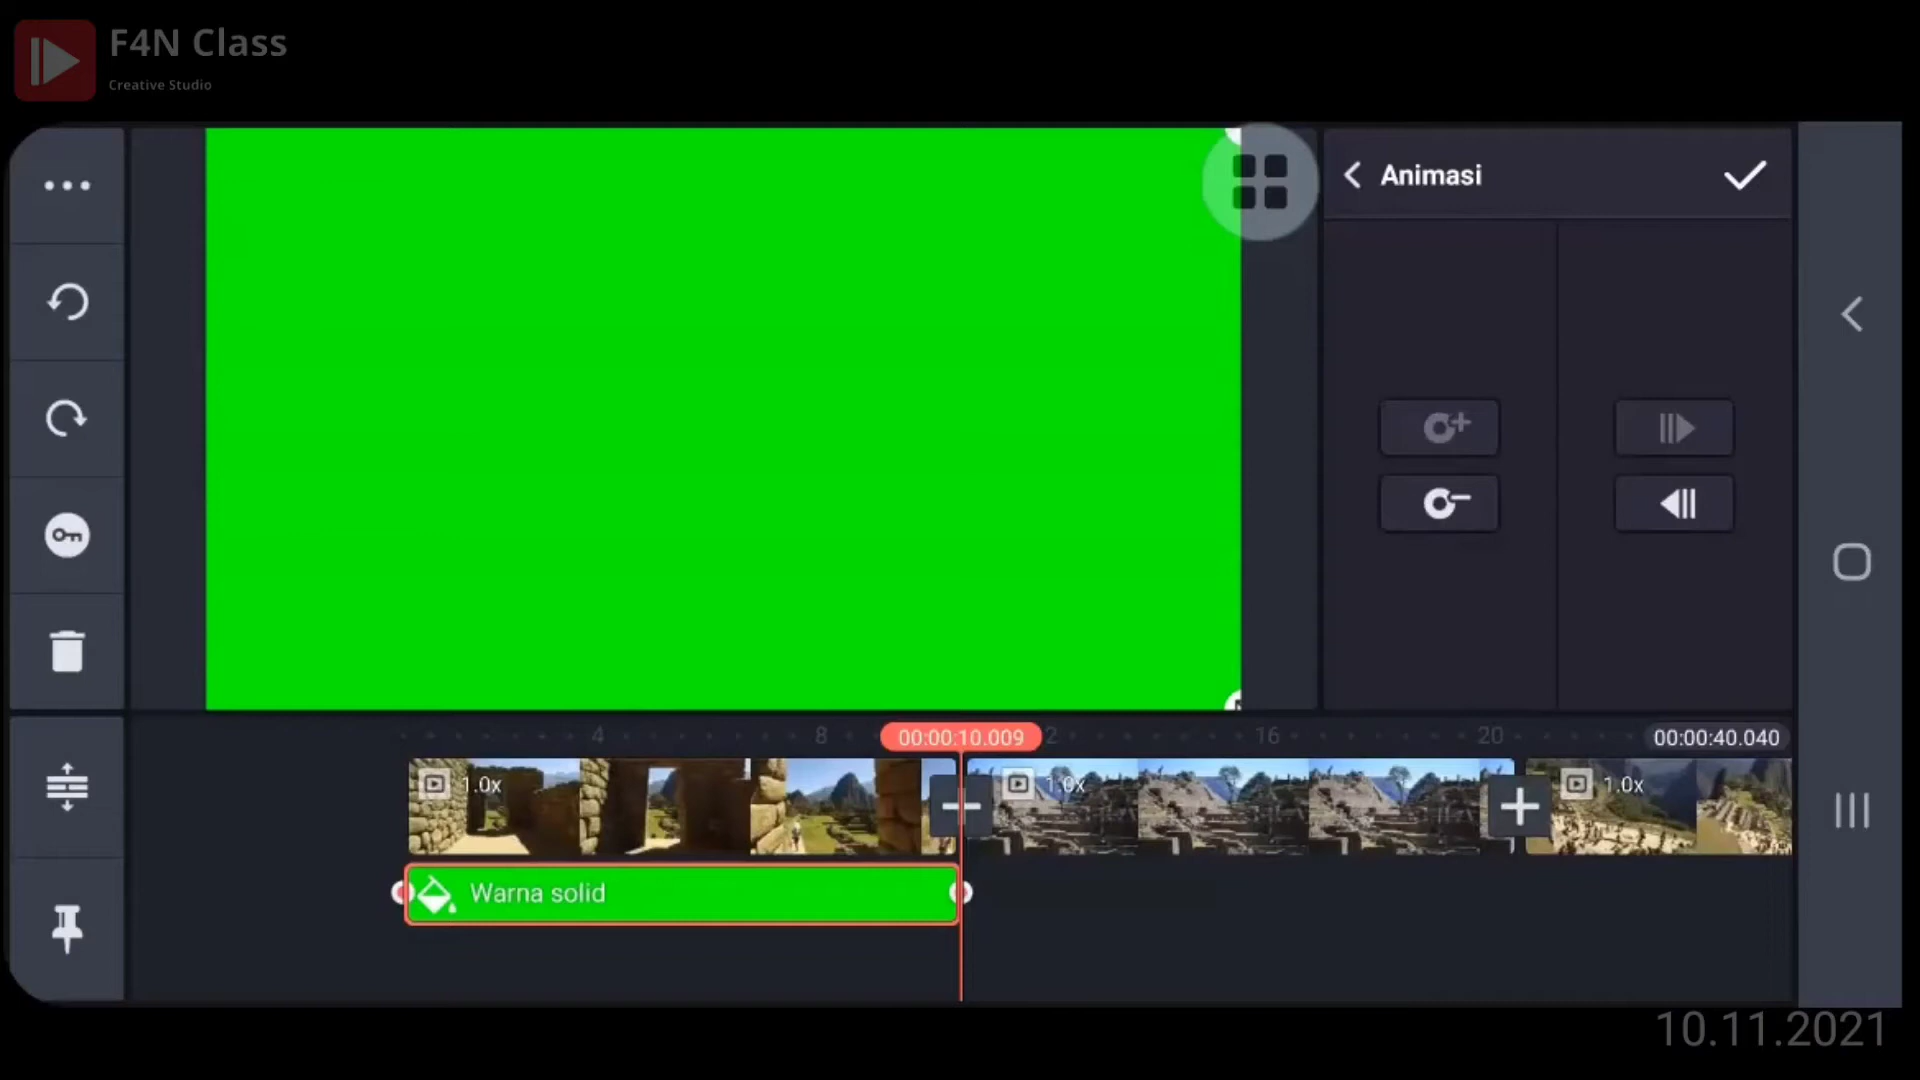 F4N Class
Creative Studio
Animasi
4
8
00:00:10.009
2
16
20
00:00:40.040
1.0x
1.0x
1.0x
Warna solid
10.11.2021